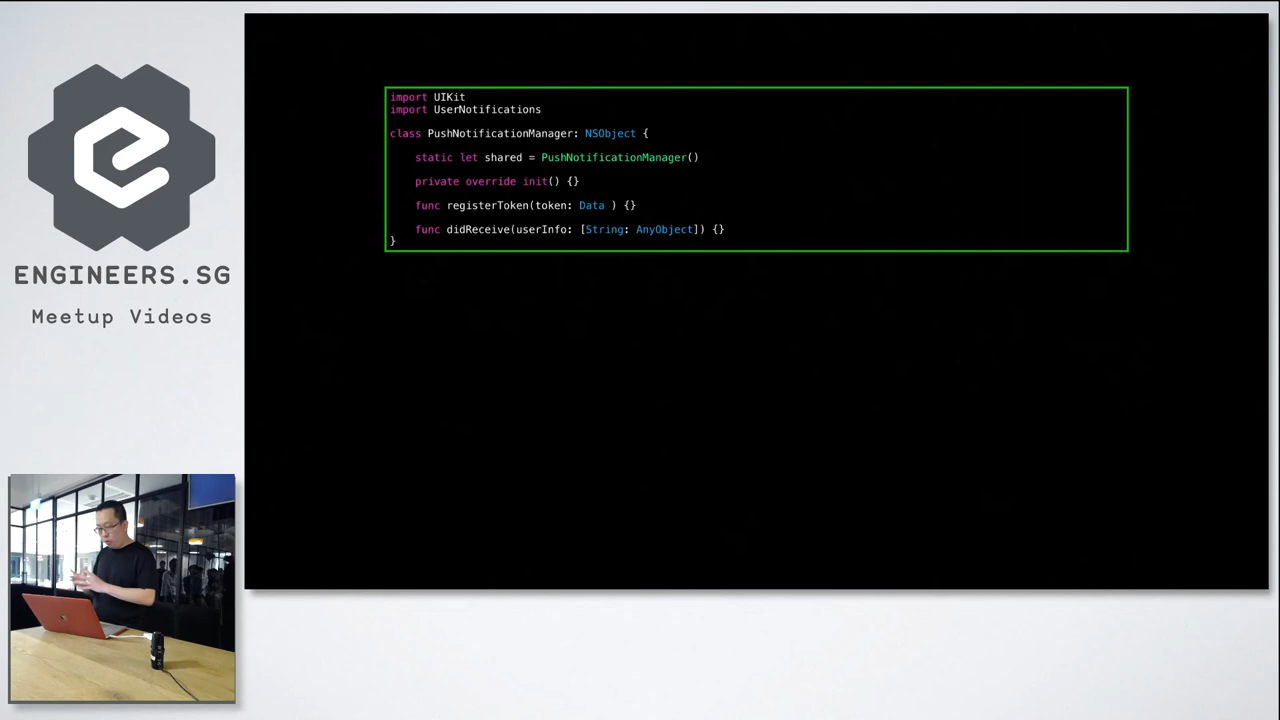 ENGINEERS.SG
Meetup Videos
import UIKit
import UserNotifications
class PushNotificationManager: NSObject {
static let shared = PushNotificationManager()
private override init() {}
func registerToken(token: Data ) {}
func didReceive(userInfo: [String: AnyObject]) {}
}